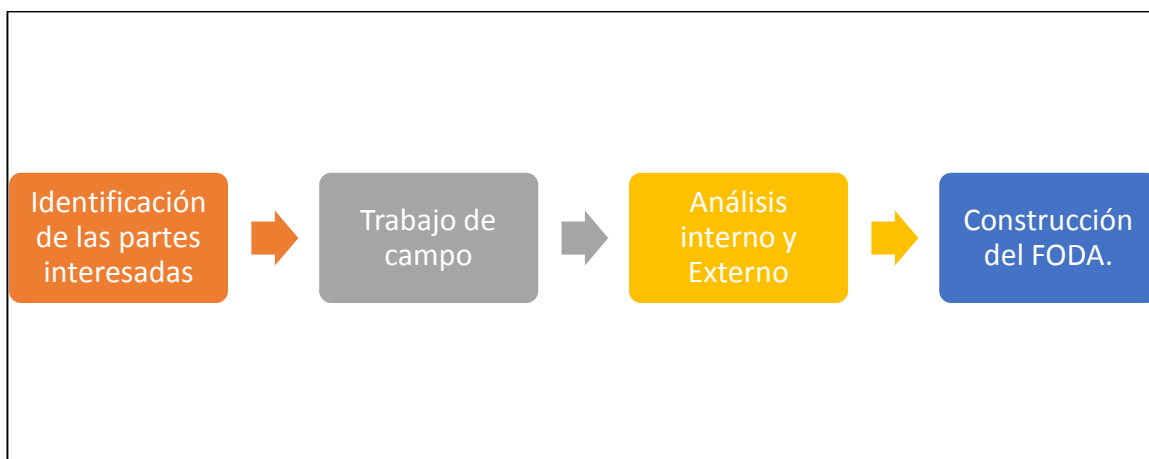 Identificación
de las partes
interesadas
Trabajo de
campo
Análisis
interno y
Externo
Construcción
del FODA.